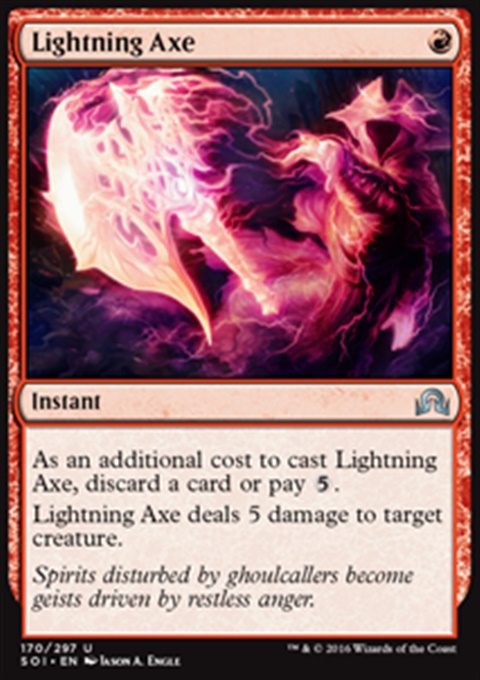 Lightning Axe
Instant
As an additional cost to cast Lightning
Axe, discard a card or pay 5.
Lightning Axe deals 5 damage to target
creature.
Spirits disturbed by ghoulcallers become
geists driven by restless anger.
170/297 U
SOI • EN Jason A. Engle
™ & © 2016 Wizards of the Coast